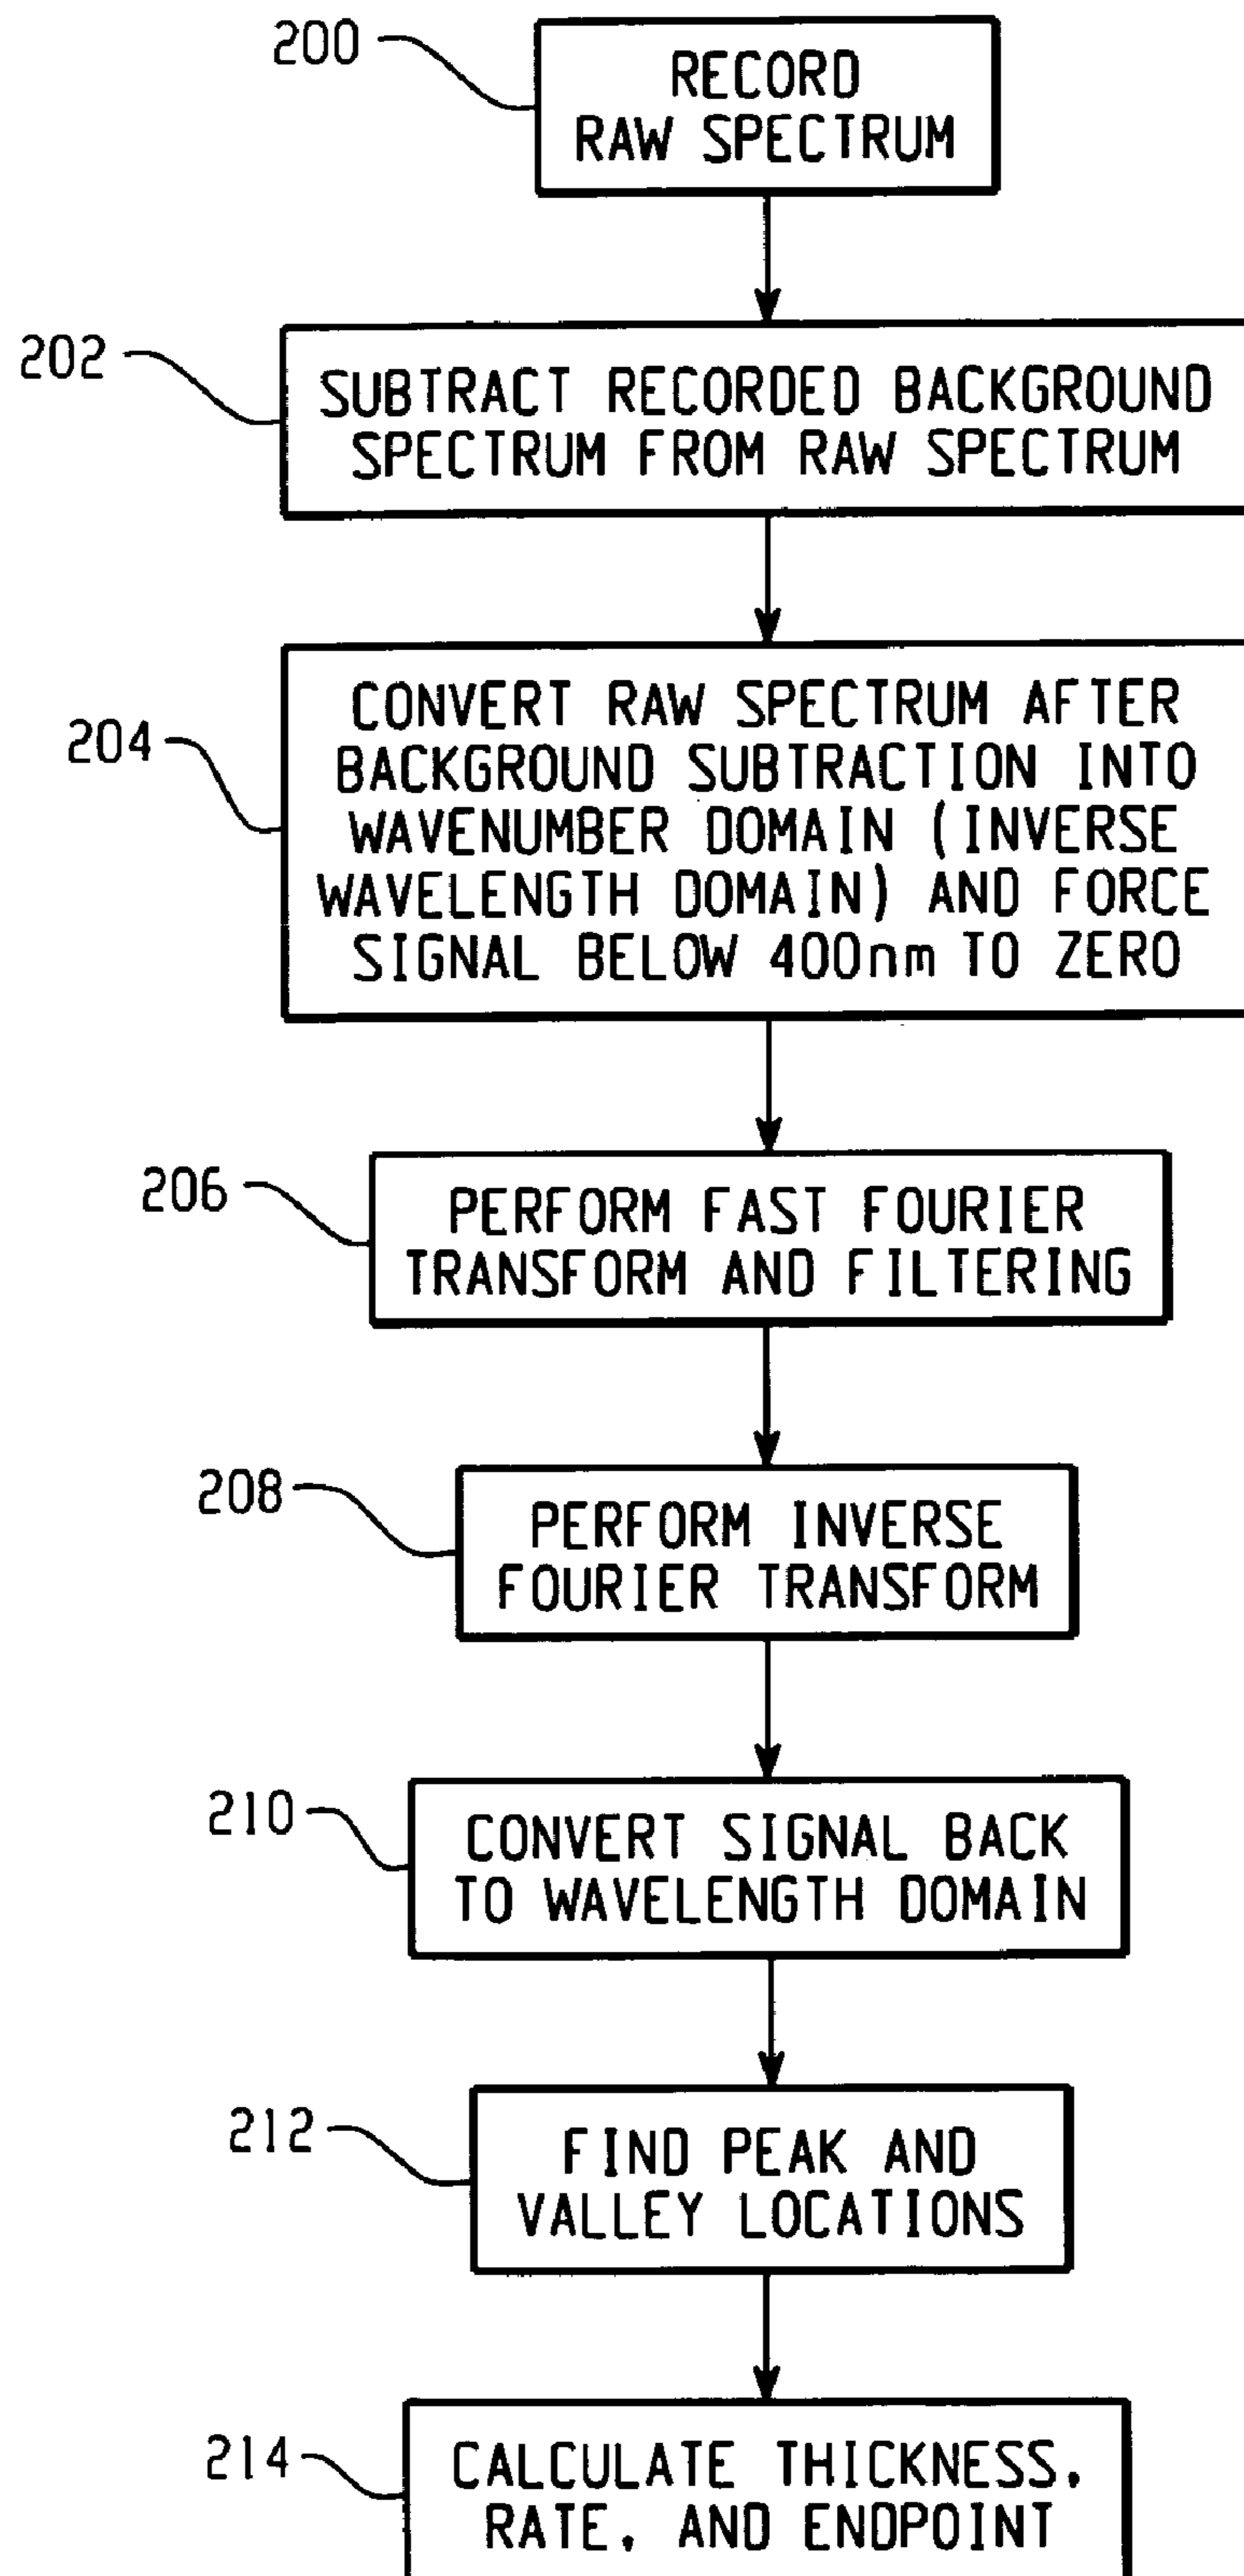 200
RECORD
RAW SPECTRUM
202
SUBTRACT RECORDED BACKGROUND
SPECTRUM FROM RAW SPECTRUM
204
CONVERT RAW SPECTRUM AFTER
BACKGROUND SUBTRACTION INTO
WAVENUMBER DOMAIN (INVERSE
WAVELENGTH DOMAIN) AND FORCE
SIGNAL BELOW 400nm TO ZERO
206
PERFORM FAST FOURIER
TRANSFORM AND FILTERING
208
PERFORM INVERSE
FOURIER TRANSFORM
210
CONVERT SIGNAL BACK
TO WAVELENGTH DOMAIN
212
FIND PEAK AND
VALLEY LOCATIONS
214
CALCULATE THICKNESS,
RATE, AND ENDPOINT